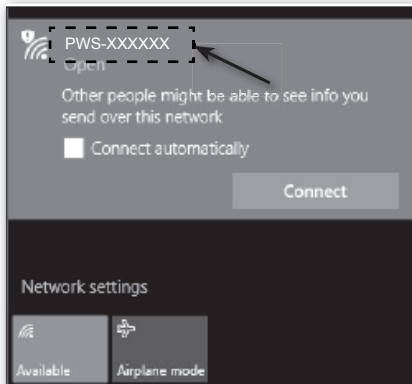 PWS-XXXXXX
Open
Other people might be able to see info you
send over this network
Connect automatically
Connect
Network settings
Available
Airplane mode